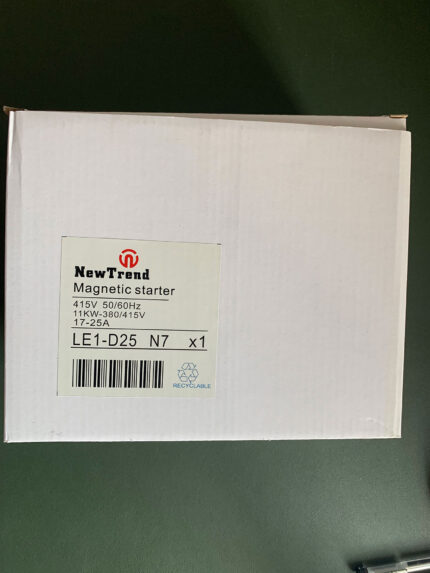 NewTrend
Magnetic starter
415V 50/60Hz
11KW-380/415V
17-25A
LE1-D25 N7 x1
RECYCLABLE